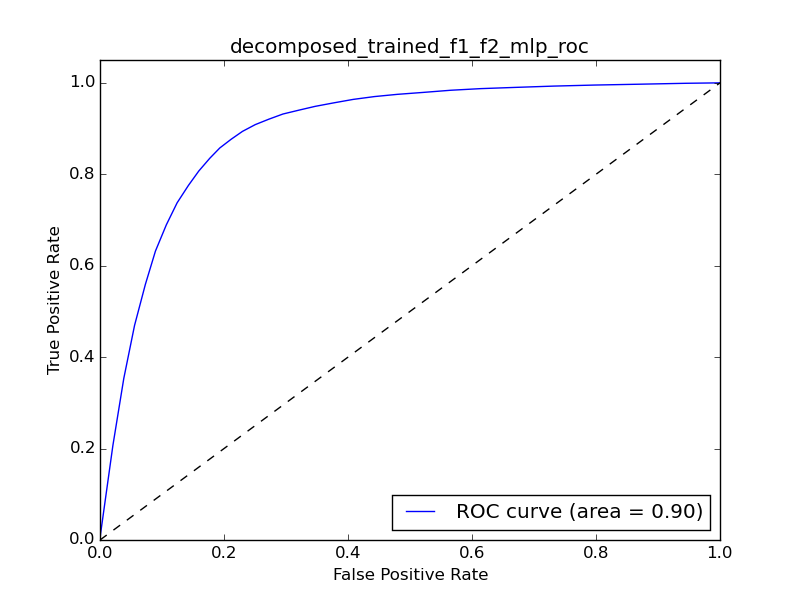 decomposed_trained_f1_f2_mlp_roc
1.0
0.8
0.6
0.4
0.2
0.0
True Positive Rate
0.0 0.2 0.4 0.6 0.8 1.0
False Positive Rate
ROC curve (area = 0.90)